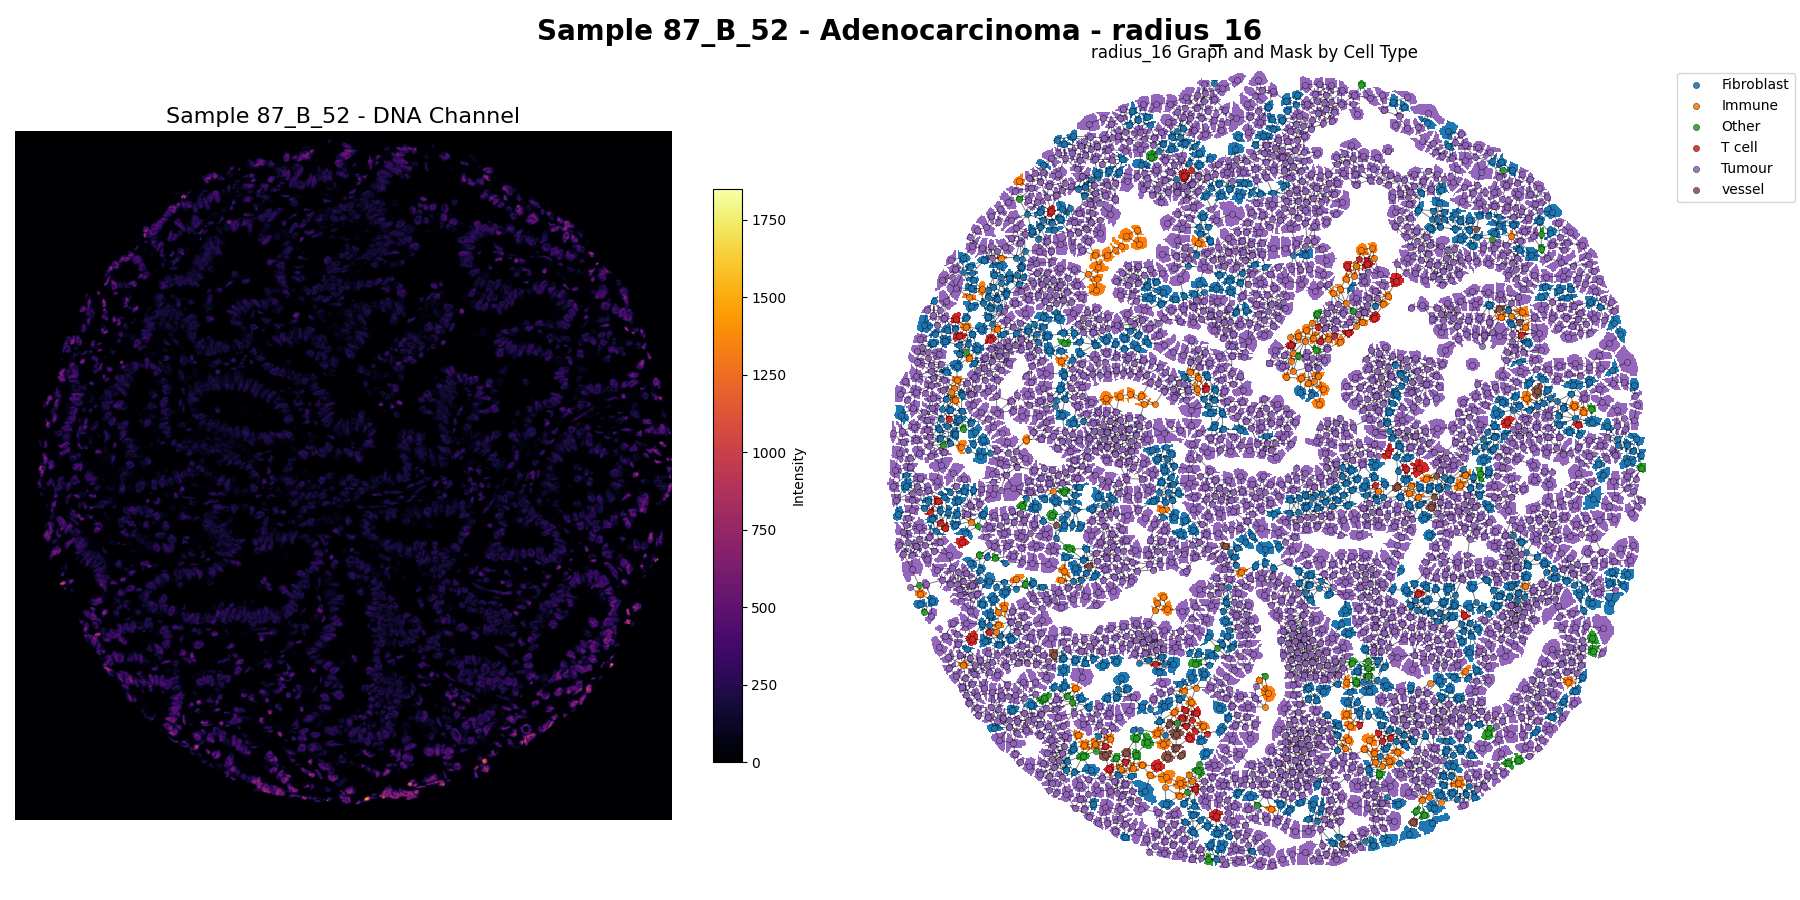 Sample 87_B_52 - Adenocarcinoma - radius_16
radius_16 Graph and Mask by Cell Type
Sample 87_B_52 - DNA Channel
Fibroblast
Immune
Other
T cell
Tumour
vessel
1750
1500
1250
1000
750
500
250
0
Intensity